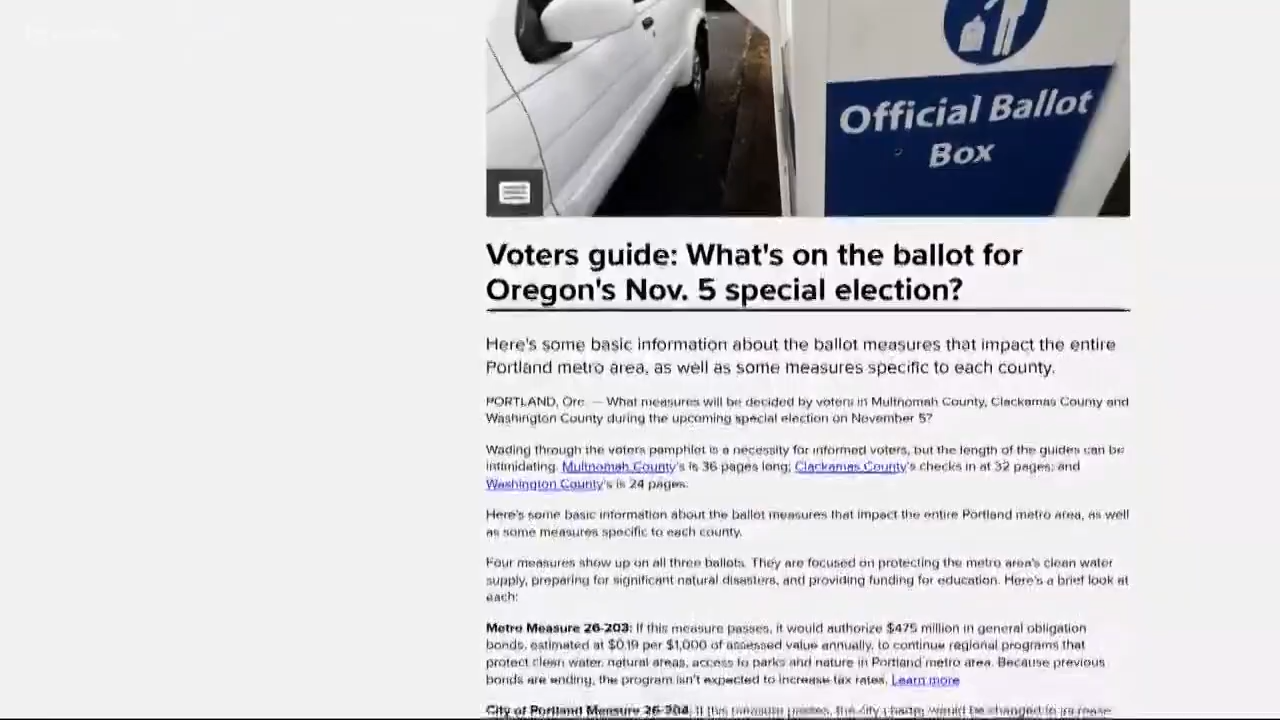 Official Ballot
Box
Voters guide: What's on the ballot for
Oregon's Nov. 5 special election?
Here's some basic information about the ballot measures that impact the entire
Portland metro area, as well as some measures specific to each county.
PORTLAND, Ore. — What measures will be decided by voters in Multnomah County, Clackamas County and
Washington County during the upcoming special election on November 5?
Wading through the voters pamphlet is a necessity for informed voters, but the length of the guides can be
intimidating. Multnomah County's is 36 pages long; Clackamas County's checks in at 32 pages; and
Washington County's is 24 pages.
Here's some basic information about the ballot measures that impact the entire Portland metro area, as well
as some measures specific to each county.
Four measures show up on all three ballots. They are focused on protecting the metro area's clean water
supply, preparing for significant natural disasters, and providing funding for education. Here's a brief look at
each:
Metro Measure 26-203: If this measure passes, it would authorize $475 million in general obligation
bonds, estimated at $0.19 per $1,000 of assessed value annually, to continue regional programs that
protect clean water, natural areas, access to parks and nature in Portland metro area. Because previous
bonds are ending, the program isn't expected to increase tax rates. Learn more
City of Portland Measure 26-204: If this measure passes, the city charter would be changed to increase